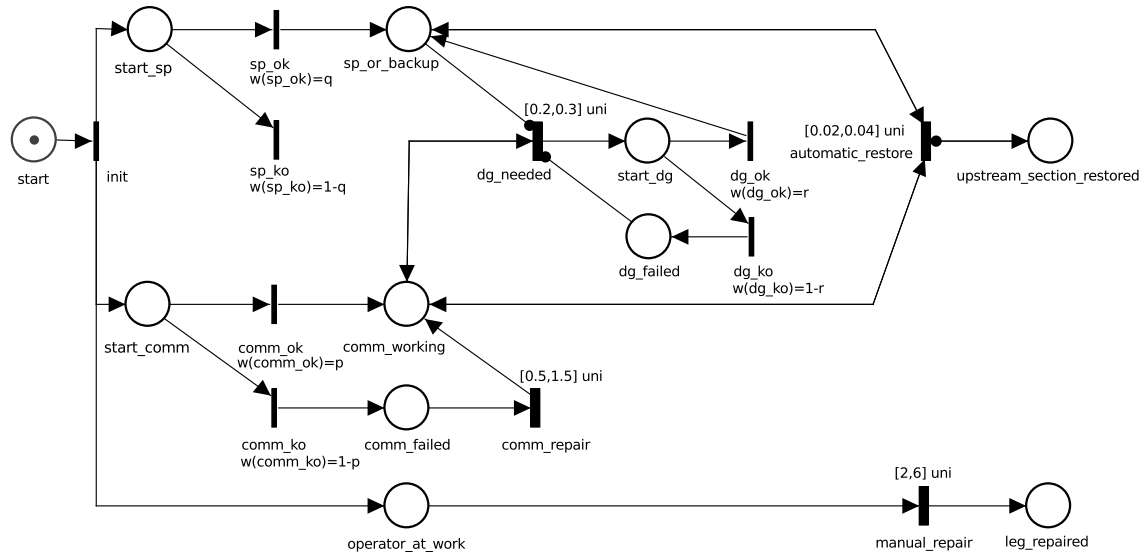 start_sp
sp_ok
w(sp_ok)=q
sp_or_backup
start
init
sp_ko
w(sp_ko)=1-q
[0.2,0.3] uni
dg_needed
start_dg
dg_ok
w(dg_ok)=r
[0.02,0.04] uni
automatic_restore
upstream_section_restored
dg_failed
dg_ko
w(dg_ko)=1-r
start_comm
comm_ok
w(comm_ok)=p
comm_working
[0.5,1.5] uni
comm_ko
w(comm_ko)=1-p
comm_failed
comm_repair
[2,6] uni
operator_at_work
manual_repair
leg_repaired